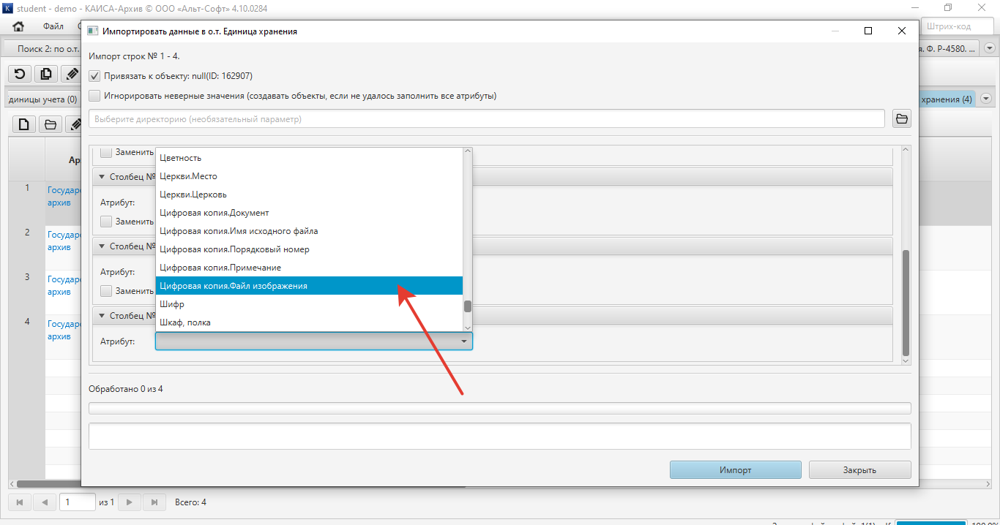 student - demo - КАИСА-Архив © ООО «Альт-Софт» 4.10.0284
Файл
Штрих-код
Импортировать данные в о.т. Единица хранения
Поиск 2: по о.т.
я. Ф. Р-4580. ...
Импорт строк № 1 - 4.
Привязать к объекту: null(ID: 162907)
Игнорировать неверные значения (создавать объекты, если не удалось заполнить все атрибуты)
диницы учета (0)
хранения (4)
Выберите директорию (необязательный параметр)
Заменить
Цветность
Столбец №
Церкви.Место
Церкви.Церковь
Атрибут:
Цифровая копия.Документ
Заменить
Цифровая копия.Имя исходного файла
Столбец №
Цифровая копия.Порядковый номер
Атрибут:
Цифровая копия.Примечание
Заменить
Цифровая копия.Файл изображения
Шифр
Столбец №
Шкаф, полка
Атрибут:
Ар
1
Государ
архив
2
Государ
архив
3
Государ
архив
4
Государ
архив
Обработано 0 из 4
Импорт
Закрыть
1
из 1
Всего: 4